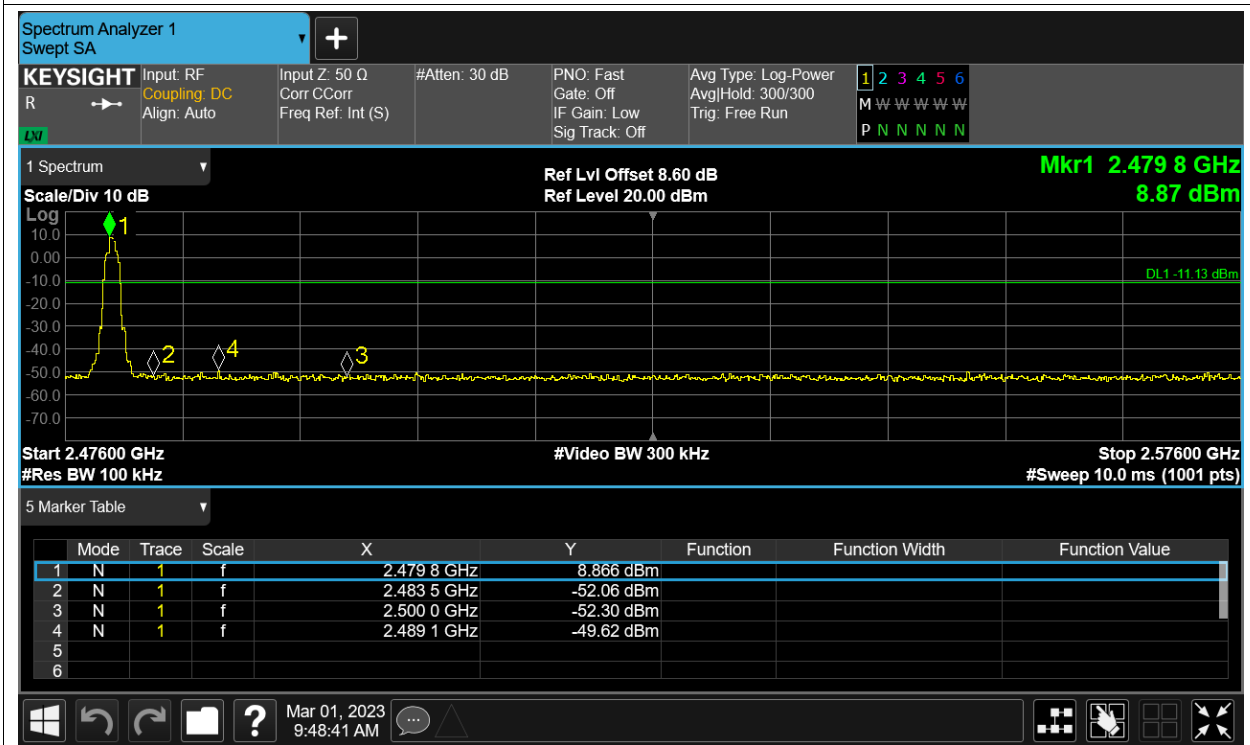 Spectrum Analyzer 1
Swept SA
+
KEYSIGHT
R
LXI
Input: RF
Coupling: DC
Align: Auto
Input Z: 50 Ω
Corr CCorr
Freq Ref: Int (S)
#Atten: 30 dB
PNO: Fast
Gate: Off
IF Gain: Low
Sig Track: Off
Avg Type: Log-Power
Avg|Hold: 300/300
Trig: Free Run
1 2 3 4 5 6
M W W W W W
P N N N N N
1 Spectrum
Scale/Div 10 dB
Ref Lvl Offset 8.60 dB
Ref Level 20.00 dBm
Mkr1 2.479 8 GHz
8.87 dBm
Log
1
10.0
0.00
DL1 -11.13 dBm
-10.0
-20.0
-30.0
-40.0
2 4 3
-50.0
-60.0
-70.0
Start 2.47600 GHz #Video BW 300 kHz Stop 2.57600 GHz
#Res BW 100 kHz #Sweep 10.0 ms (1001 pts)
5 Marker Table
Mode Trace Scale X Y Function Function Width Function Value
1 N 1 f 2.479 8 GHz 8.866 dBm
2 N 1 f 2.483 5 GHz -52.06 dBm
3 N 1 f 2.500 0 GHz -52.30 dBm
4 N 1 f 2.489 1 GHz -49.62 dBm
5
6
?
Mar 01, 2023
9:48:41 AM